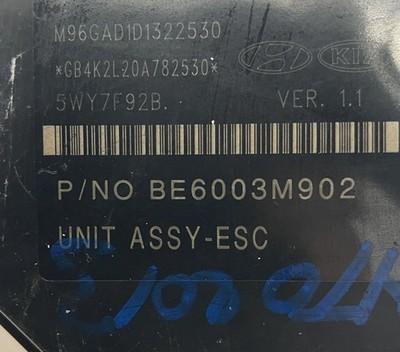 M96GAD1D1322530
*GB4K2L20A782530*
5WY7F92B. VER. 1.1
P/NO BE6003M902
UNIT ASSY-ESC